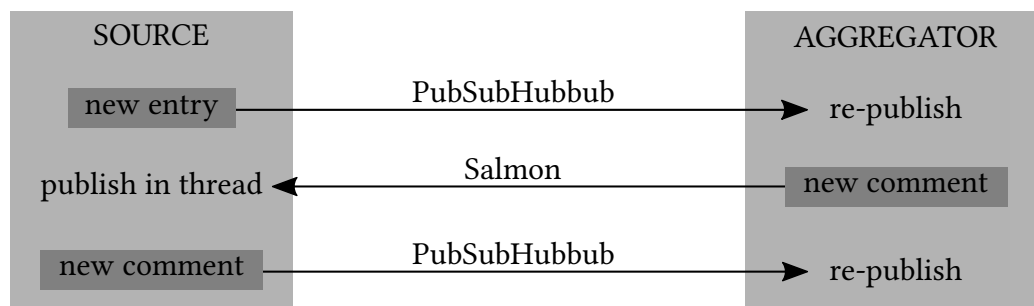 SOURCE
AGGREGATOR
new entry
PubSubHubbub
re-publish
publish in thread
Salmon
new comment
new comment
PubSubHubbub
re-publish